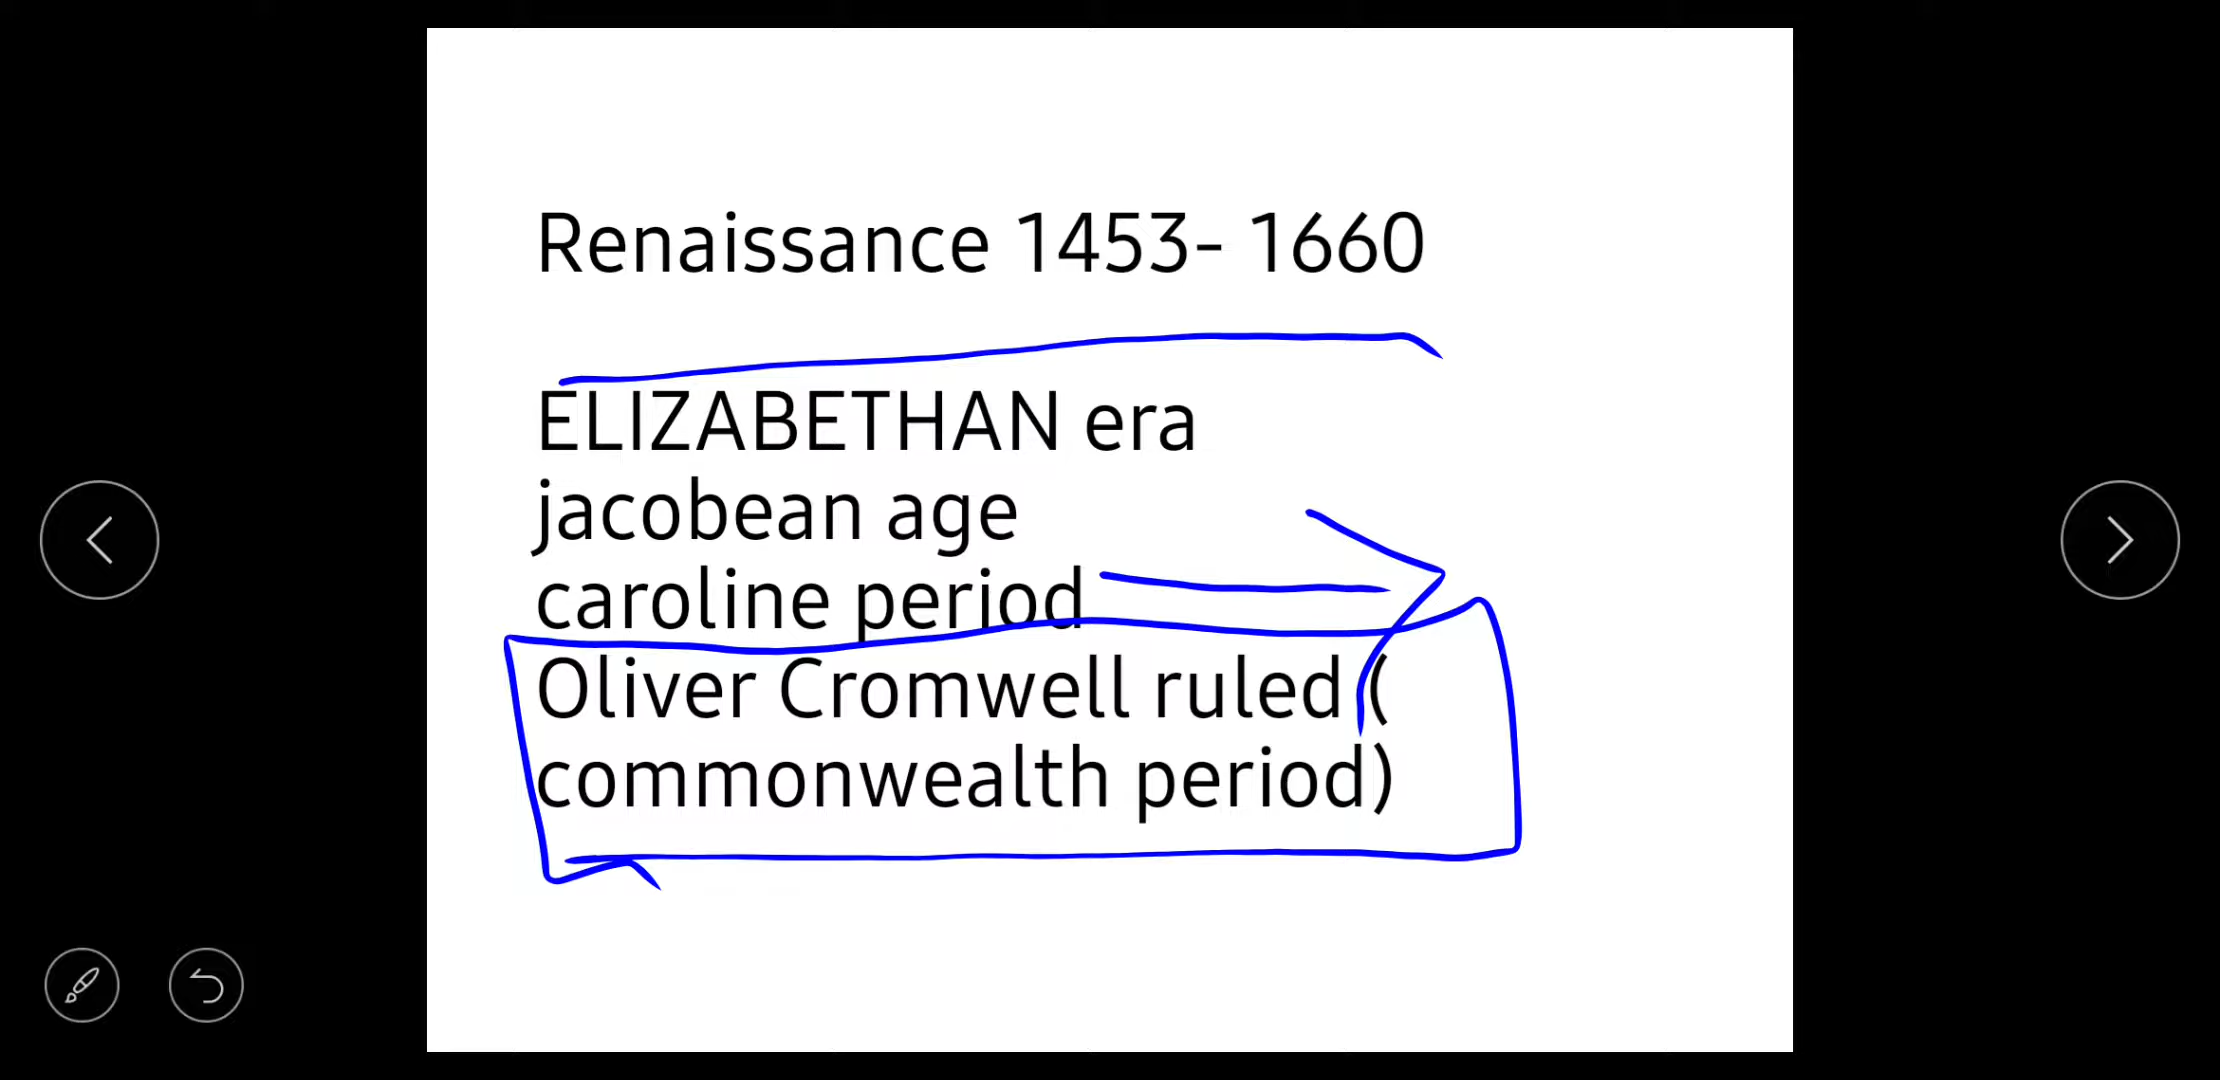 Renaissance 1453- 1660
ELIZABETHAN era
jacobean age
caroline period
Oliver Cromwell ruled (
commonwealth period)